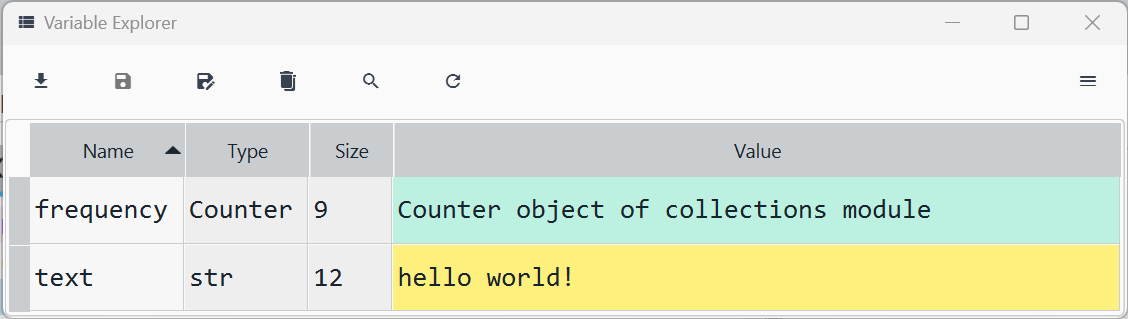 Variable Explorer
Name Type Size Value
frequency Counter 9 Counter object of collections module
text str 12 hello world!